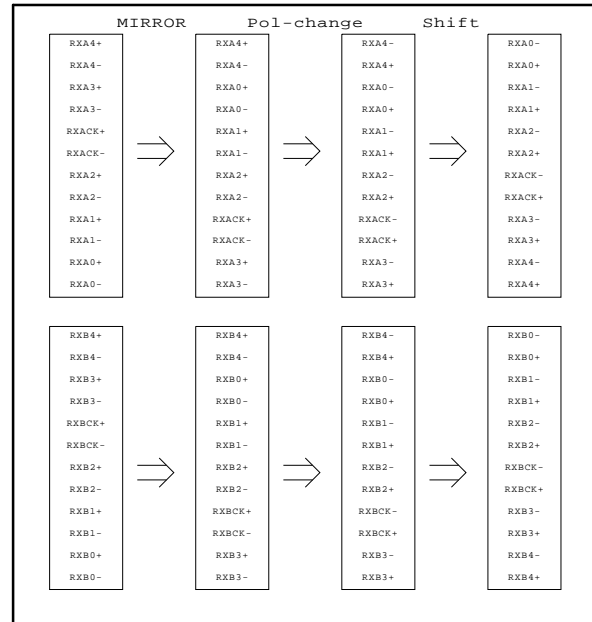 MIRROR Pol-change Shift
RXA4+ RXA4+ RXA4- RXA0-
RXA4- RXA4- RXA4+ RXA0+
RXA3+ RXA0+ RXA0- RXA1-
RXA3- RXA0- RXA0+ RXA1+
RXACK+ RXA1+ RXA1- RXA2-
RXACK- RXA1- RXA1+ RXA2+
RXA2+ RXA2+ RXA2- RXACK-
RXA2- RXA2- RXA2+ RXACK+
RXA1+ RXACK+ RXACK- RXA3-
RXA1- RXACK- RXACK+ RXA3+
RXA0+ RXA3+ RXA3- RXA4-
RXA0- RXA3- RXA3+ RXA4+
RXB4+ RXB4+ RXB4- RXB0-
RXB4- RXB4- RXB4+ RXB0+
RXB3+ RXB0+ RXB0- RXB1-
RXB3- RXB0- RXB0+ RXB1+
RXBCK+ RXB1+ RXB1- RXB2-
RXBCK- RXB1- RXB1+ RXB2+
RXB2+ RXB2+ RXB2- RXBCK-
RXB2- RXB2- RXB2+ RXBCK+
RXB1+ RXBCK+ RXBCK- RXB3-
RXB1- RXBCK- RXBCK+ RXB3+
RXB0+ RXB3+ RXB3- RXB4-
RXB0- RXB3- RXB3+ RXB4+